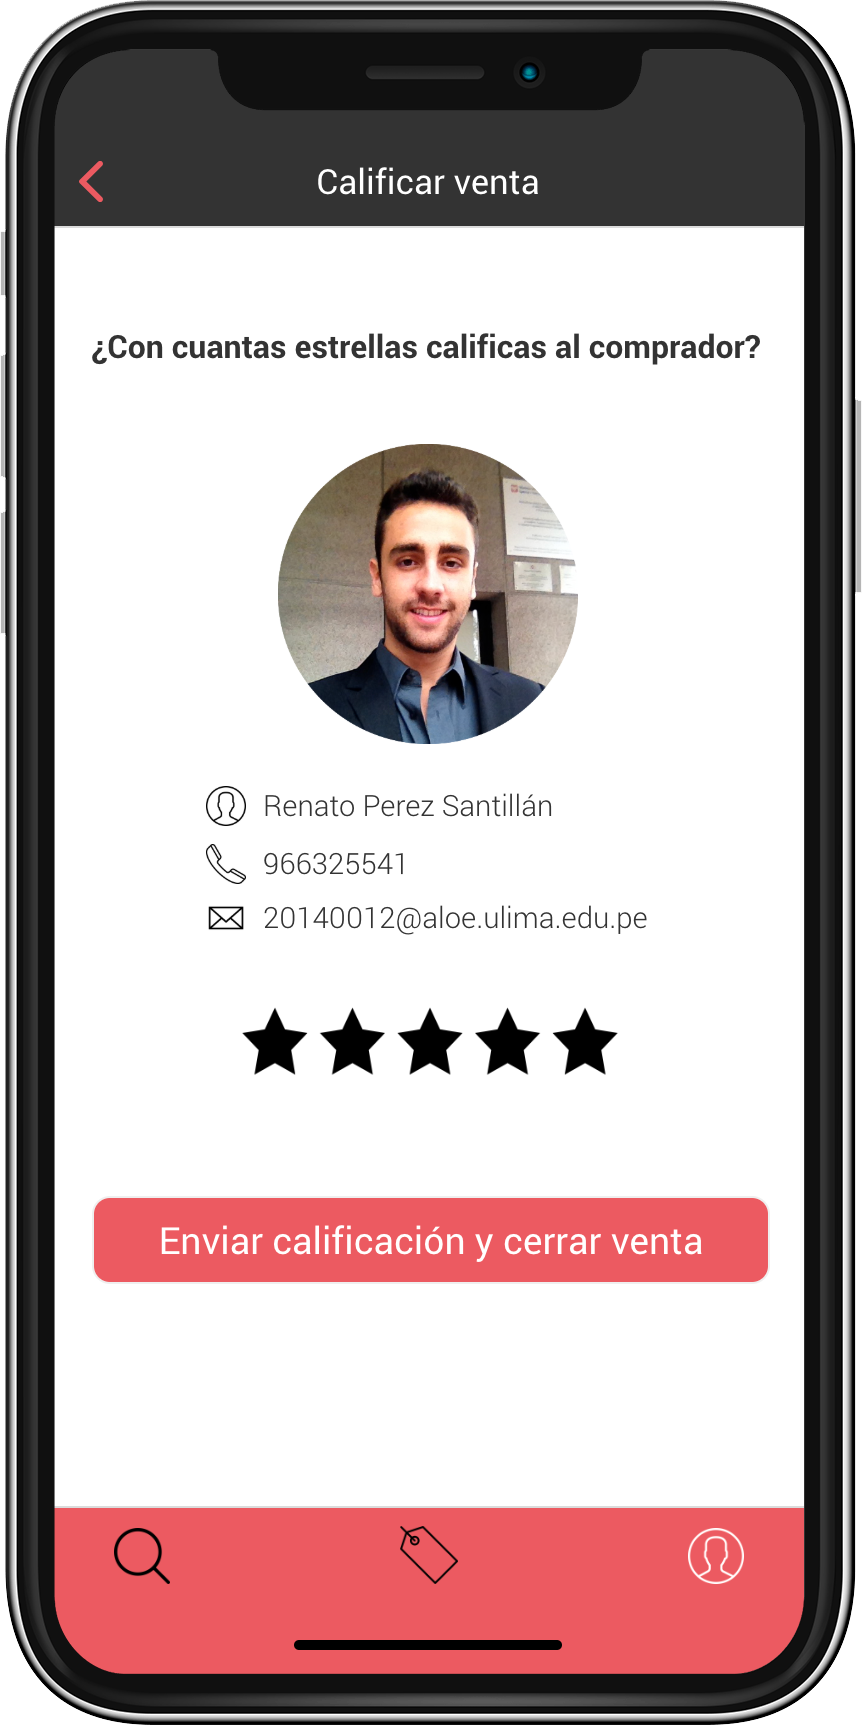 Calificar venta
¿Con cuantas estrellas calificas al comprador?
Renato Perez Santillán
966325541
20140012@aloe.ulima.edu.pe
Enviar calificación y cerrar venta